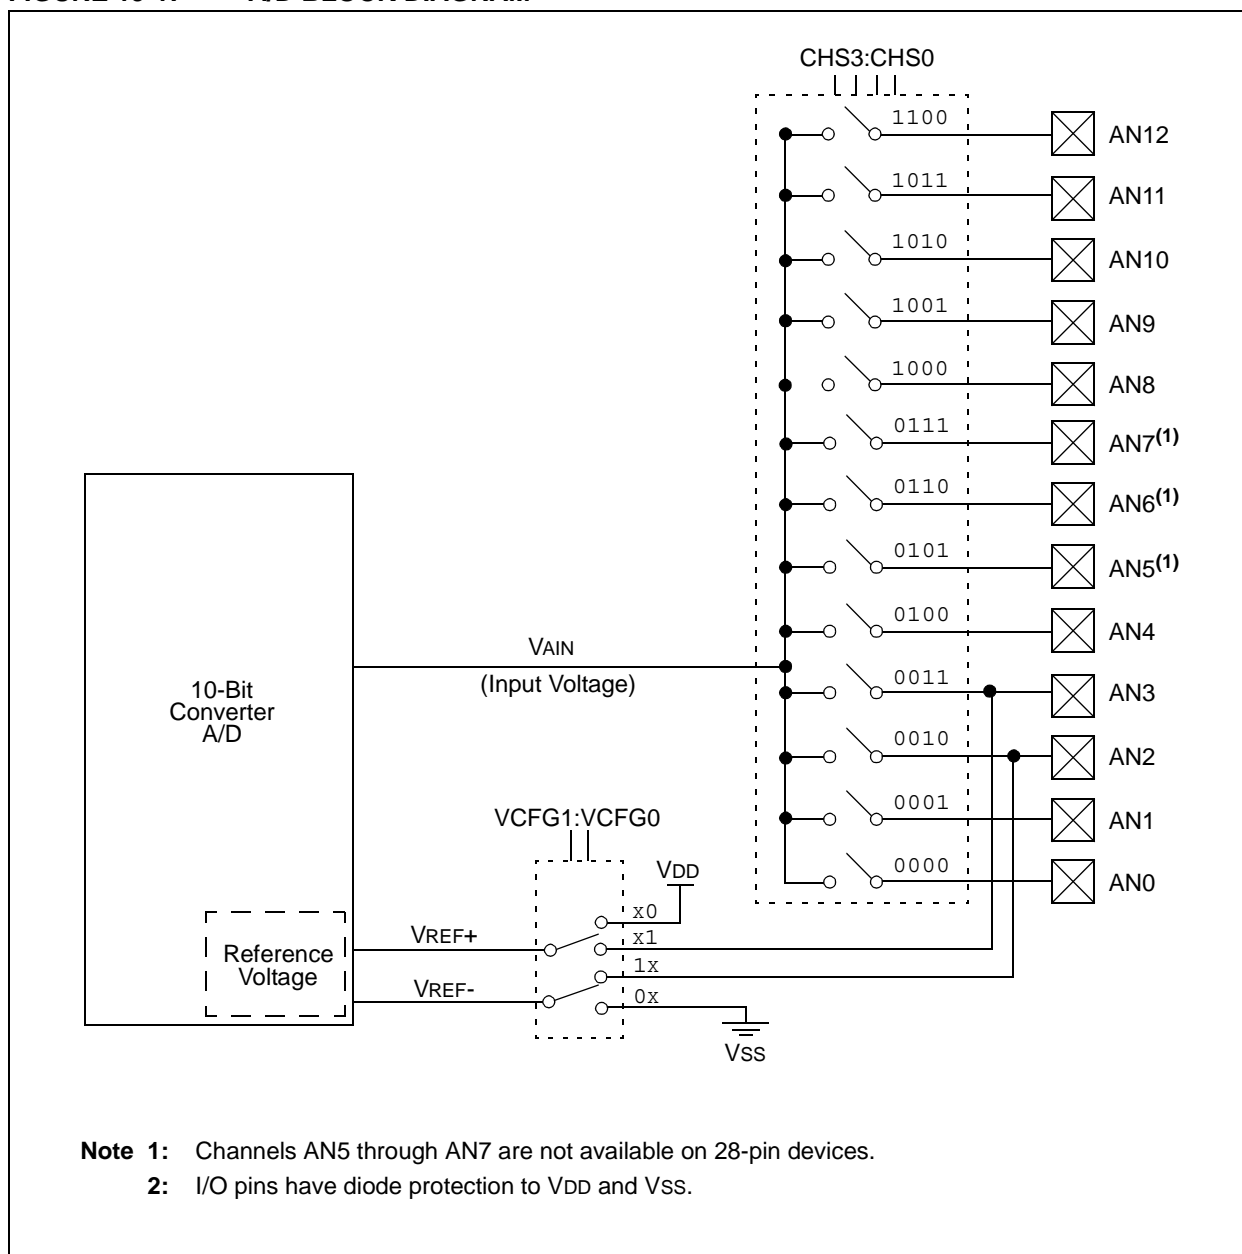 CHS3:CHS0
1100 AN12
1011 AN11
1010 AN10
1001 AN9
1000 AN8
0111 AN7(1)
0110 AN6(1)
0101 AN5(1)
0100 AN4
VAIN
(Input Voltage)
0011 AN3
10-Bit
Converter
A/D
0010 AN2
0001 AN1
VCFG1:VCFG0
0000 AN0
VDD
x0
VREF+
x1
Reference
Voltage
1x
VREF-
0x
VSS
Note 1: Channels AN5 through AN7 are not available on 28-pin devices.
2: I/O pins have diode protection to VDD and VSS.